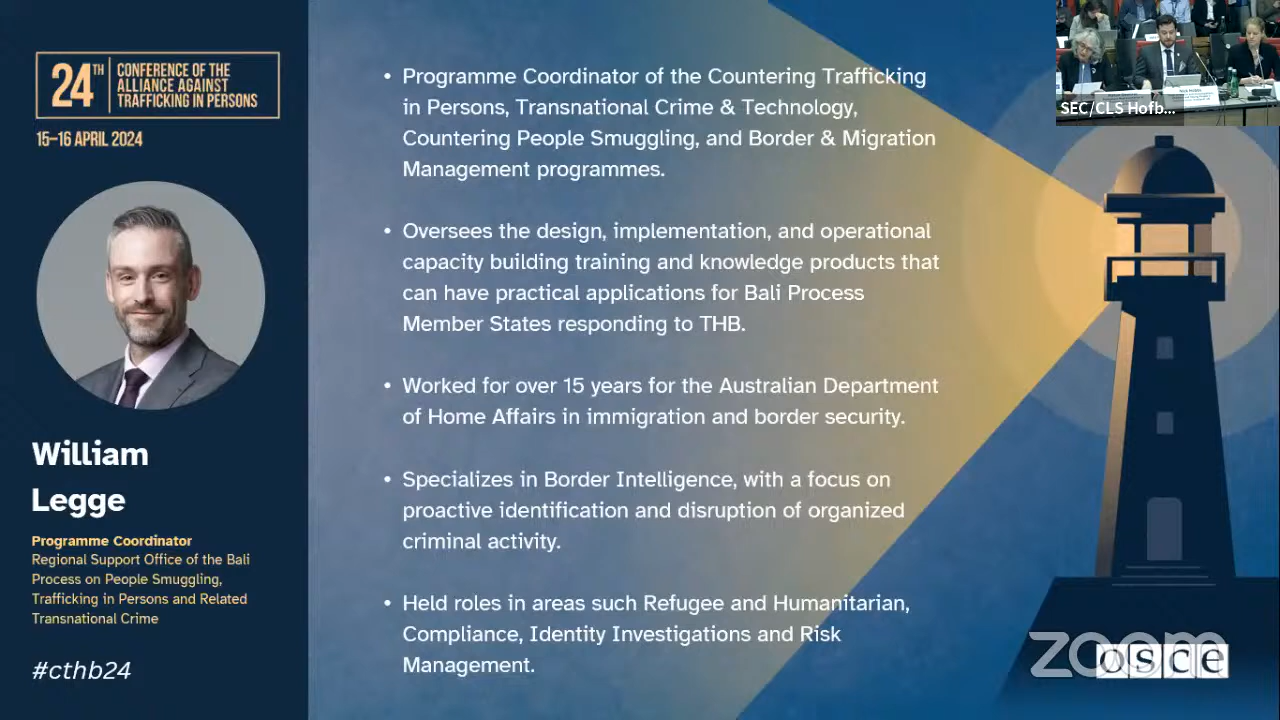 24TH
CONFERENCE OF THE
ALLIANCE AGAINST
TRAFFICKING IN PERSONS
15–16 APRIL 2024
William
Legge
Programme Coordinator
Regional Support Office of the Bali
Process on People Smuggling,
Trafficking in Persons and Related
Transnational Crime
#cthb24
• Programme Coordinator of the Countering Trafficking
in Persons, Transnational Crime & Technology,
Countering People Smuggling, and Border & Migration
Management programmes.
• Oversees the design, implementation, and operational
capacity building training and knowledge products that
can have practical applications for Bali Process
Member States responding to THB.
• Worked for over 15 years for the Australian Department
of Home Affairs in immigration and border security.
• Specializes in Border Intelligence, with a focus on
proactive identification and disruption of organized
criminal activity.
• Held roles in areas such Refugee and Humanitarian,
Compliance, Identity Investigations and Risk
Management.
SEC/CLS Hofb...
zoom
osce